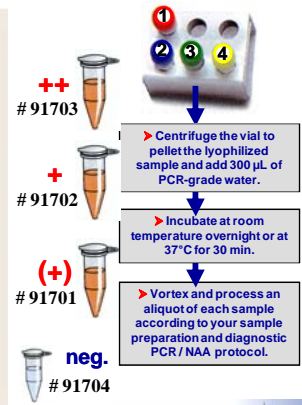 1
2
3
4
++
# 91703
+
# 91702
(+)
# 91701
neg.
# 91704
➤ Centrifuge the vial to
pellet the lyophilized
sample and add 300 µL of
PCR-grade water.
➤ Incubate at room
temperature overnight or at
37°C for 30 min.
➤ Vortex and process an
aliquot of each sample
according to your sample
preparation and diagnostic
PCR / NAA protocol.